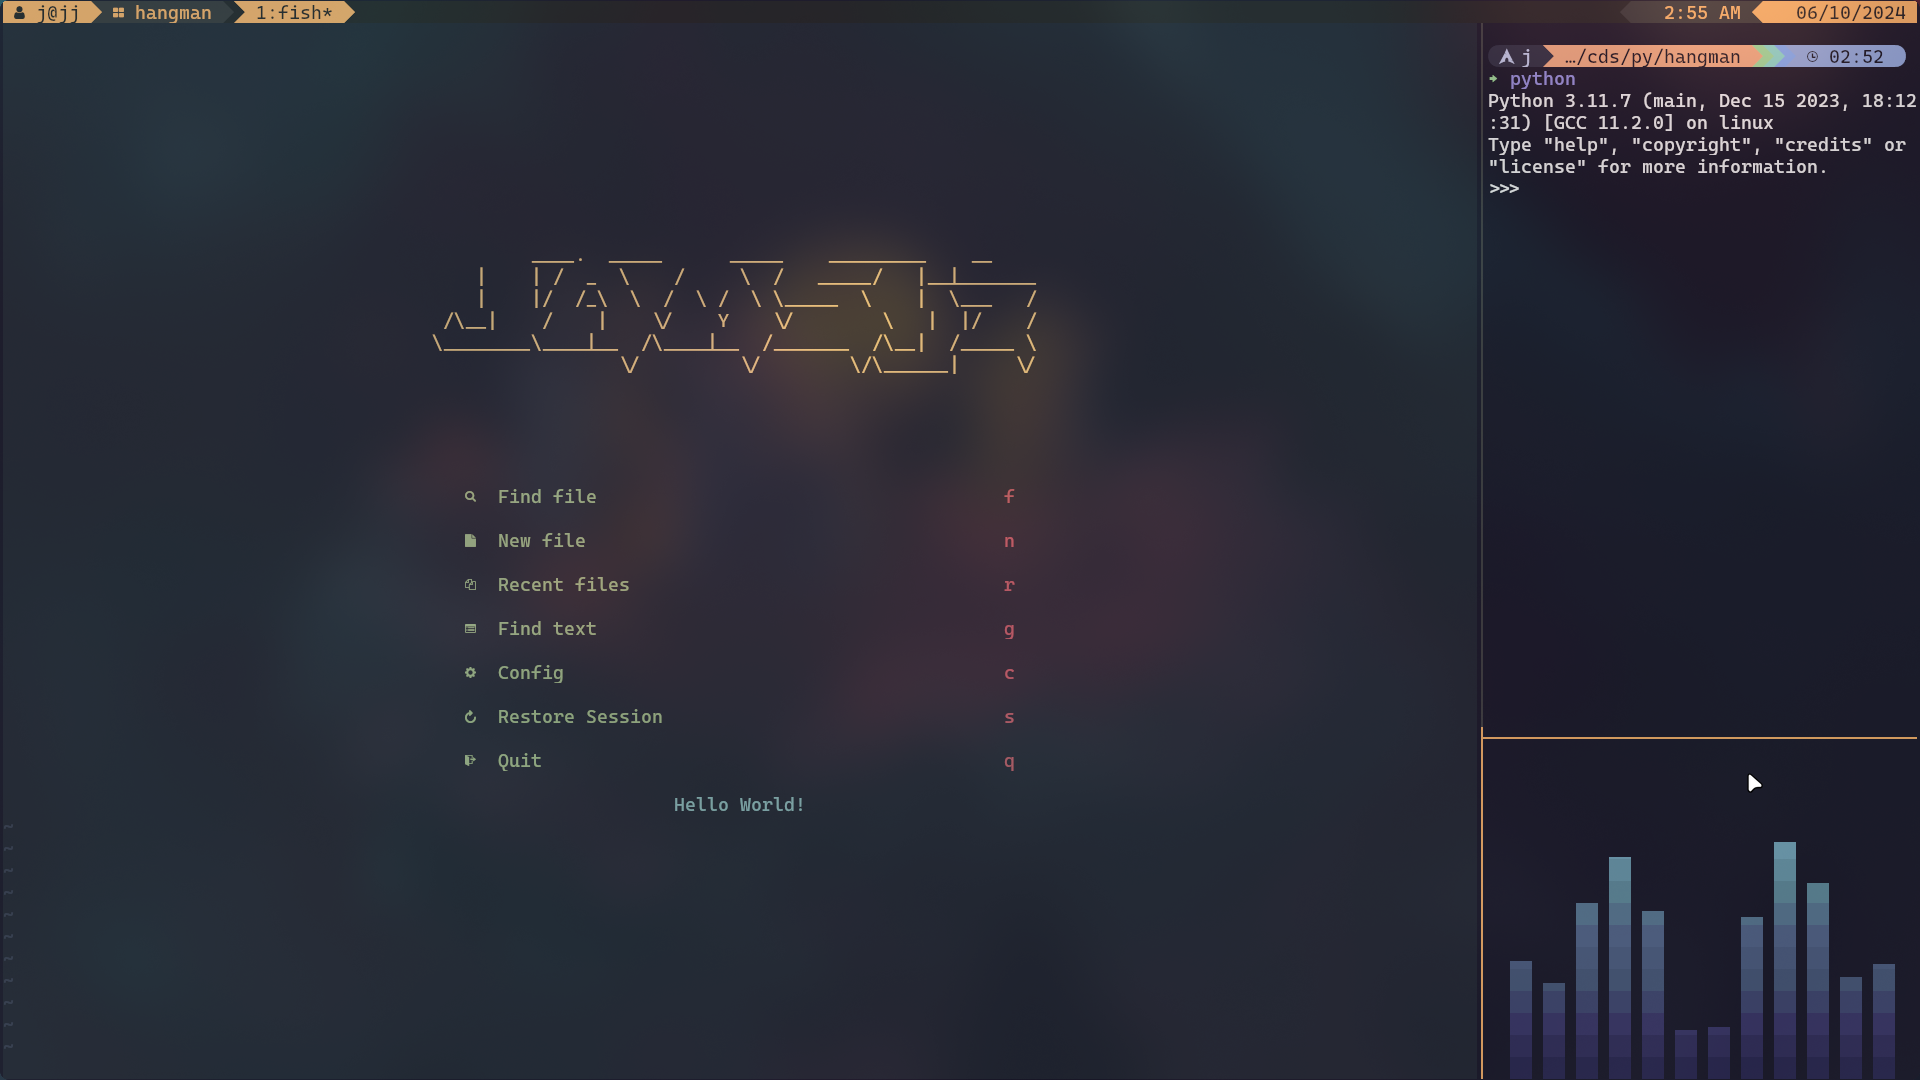 j@jj hangman 1:fish* 2:55 AM 06/10/2024
Find file f
New file n
Recent files r
Find text g
Config c
Restore Session s
Quit q
Hello World!
j …/cds/py/hangman 02:52
python
Python 3.11.7 (main, Dec 15 2023, 18:12
:31) [GCC 11.2.0] on linux
Type "help", "copyright", "credits" or
"license" for more information.
>>>